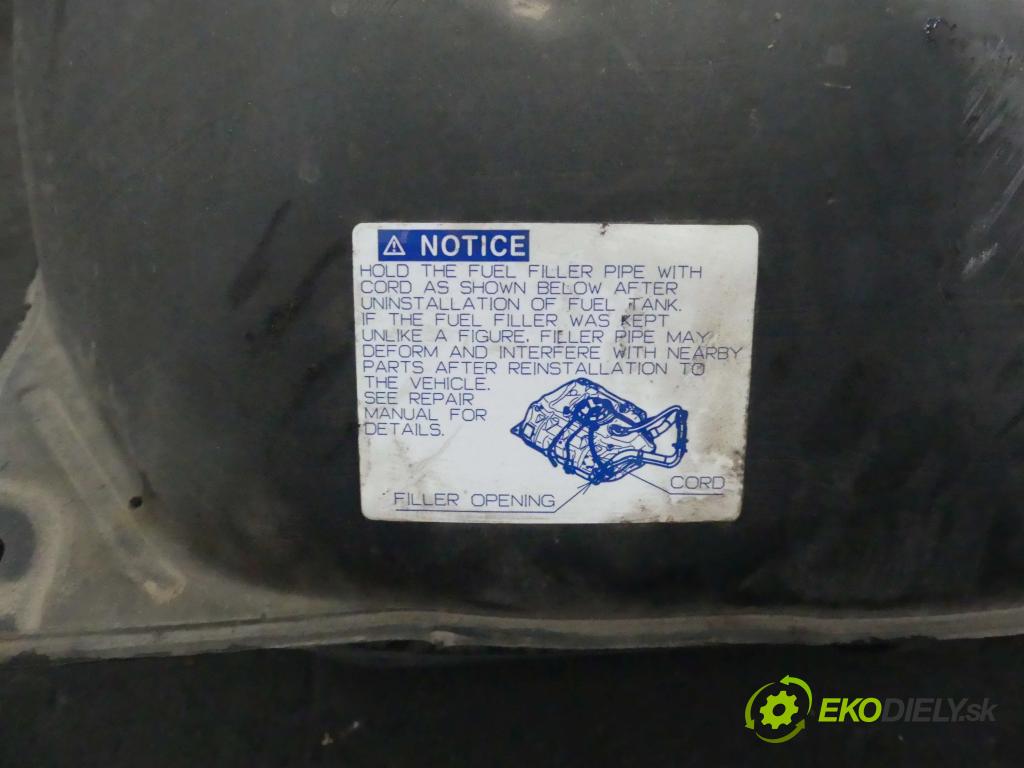 NOTICE
HOLD THE FUEL FILLER PIPE WITH
CORD AS SHOWN BELOW AFTER
UNINSTALLATION OF FUEL TANK.
IF THE FUEL FILLER WAS KEPT
UNLIKE A FIGURE, FILLER PIPE MAY
DEFORM AND INTERFERE WITH NEARBY
PARTS AFTER REINSTALLATION TO
THE VEHICLE.
SEE REPAIR
MANUAL FOR
DETAILS.
CORD
FILLER OPENING
EKODIELY.sk